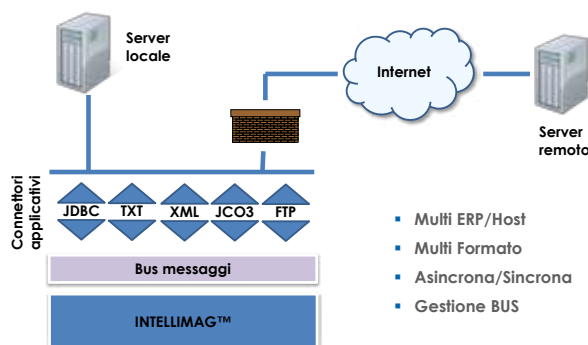 Server
locale
Internet
Server
remoto
Connettori
applicativi
JDBC TXT XML JCO3 FTP
Bus messaggi
INTELLIMAG™
▪ Multi ERP/Host
▪ Multi Formato
▪ Asincrona/Sincrona
▪ Gestione BUS